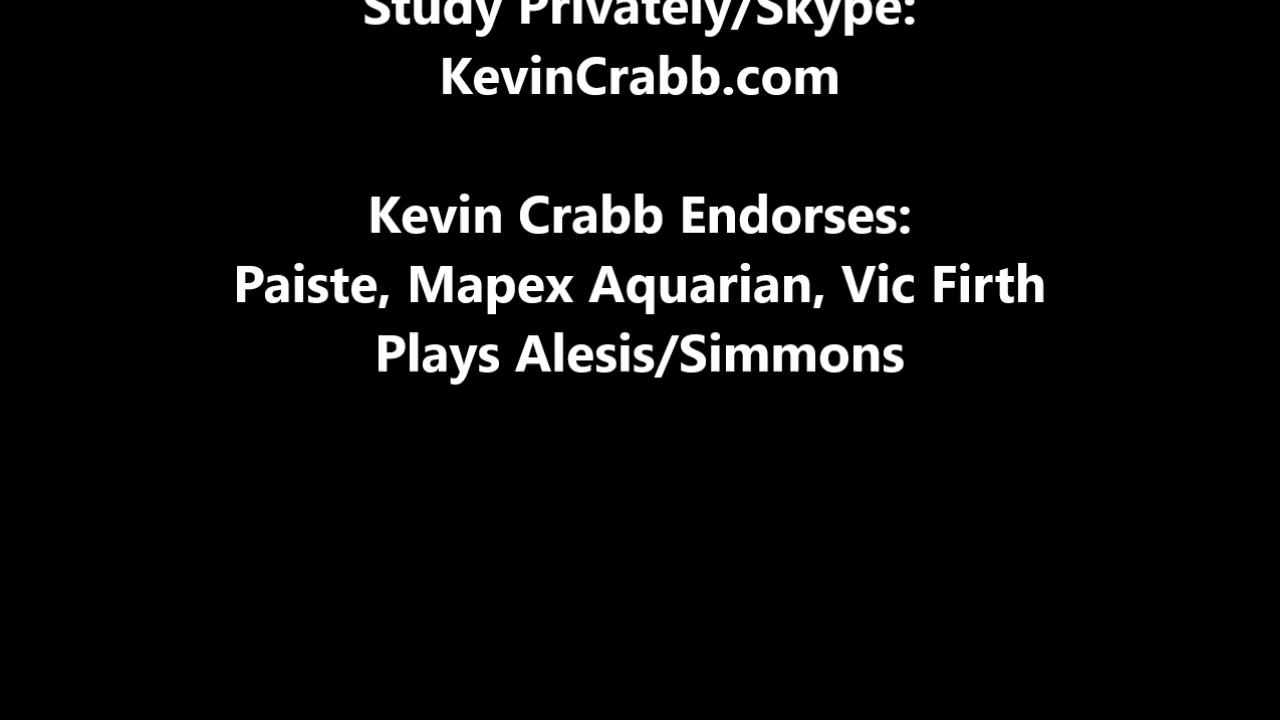 Study Privately/Skype:
KevinCrabb.com
Kevin Crabb Endorses:
Paiste, Mapex Aquarian, Vic Firth
Plays Alesis/Simmons